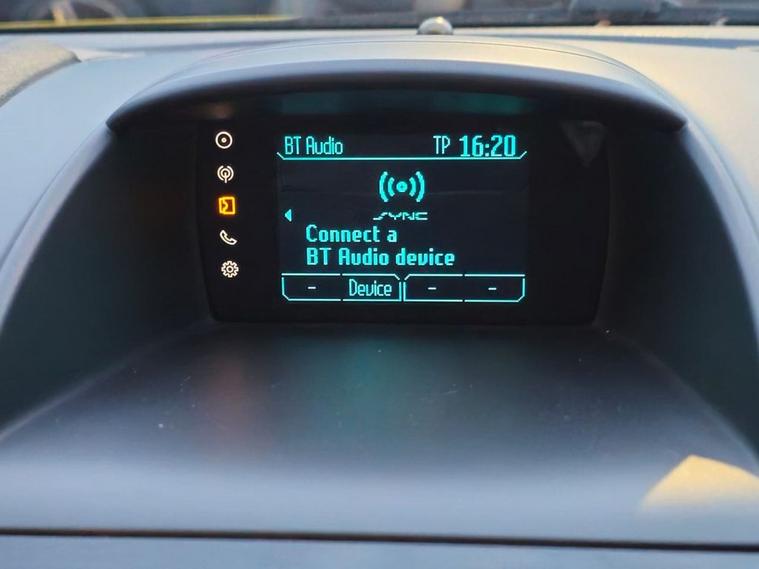 BT Audio TP 16:20
SYNC
Connect a
BT Audio device
- Device - -